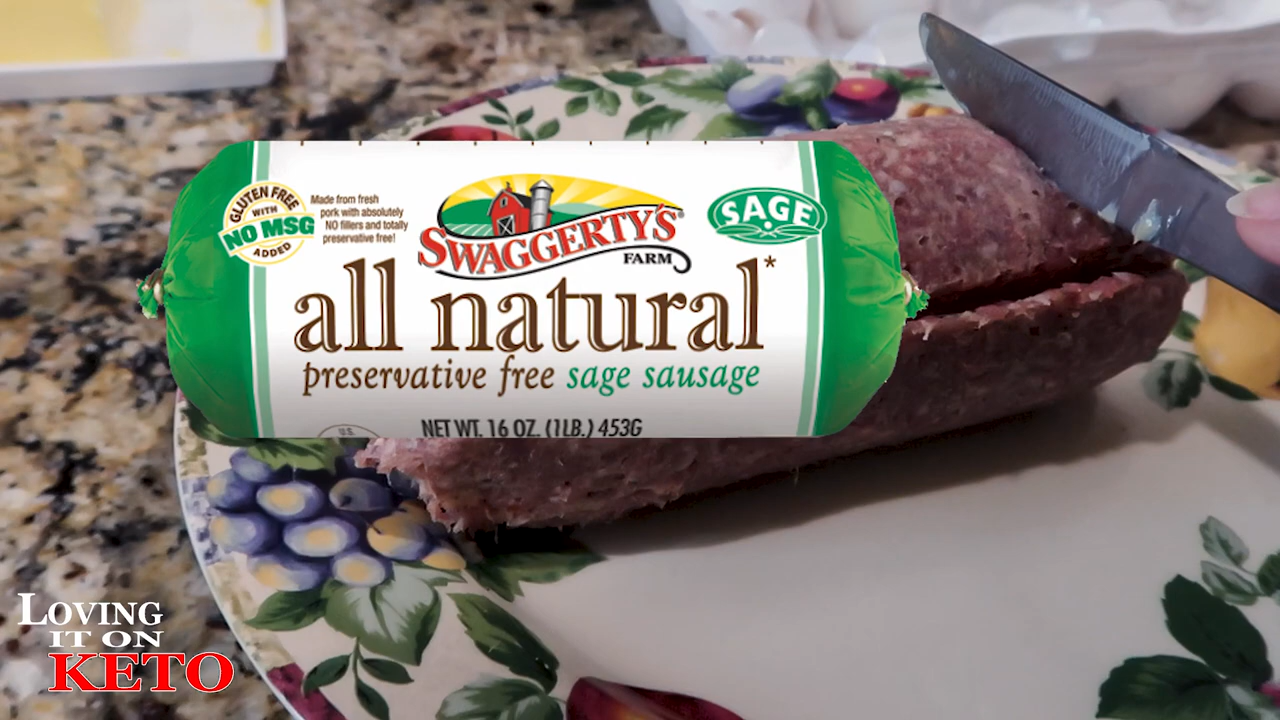 GLUTEN FREE
WITH
NO MSG
ADDED
Made from fresh
pork with absolutely
NO fillers and totally
preservative free!
SWAGGERTY'S®
FARM
SAGE
all natural*
preservative free sage sausage
NET WT. 16 OZ. (1LB.) 453G
U.S.
LOVING
IT ON
KETO